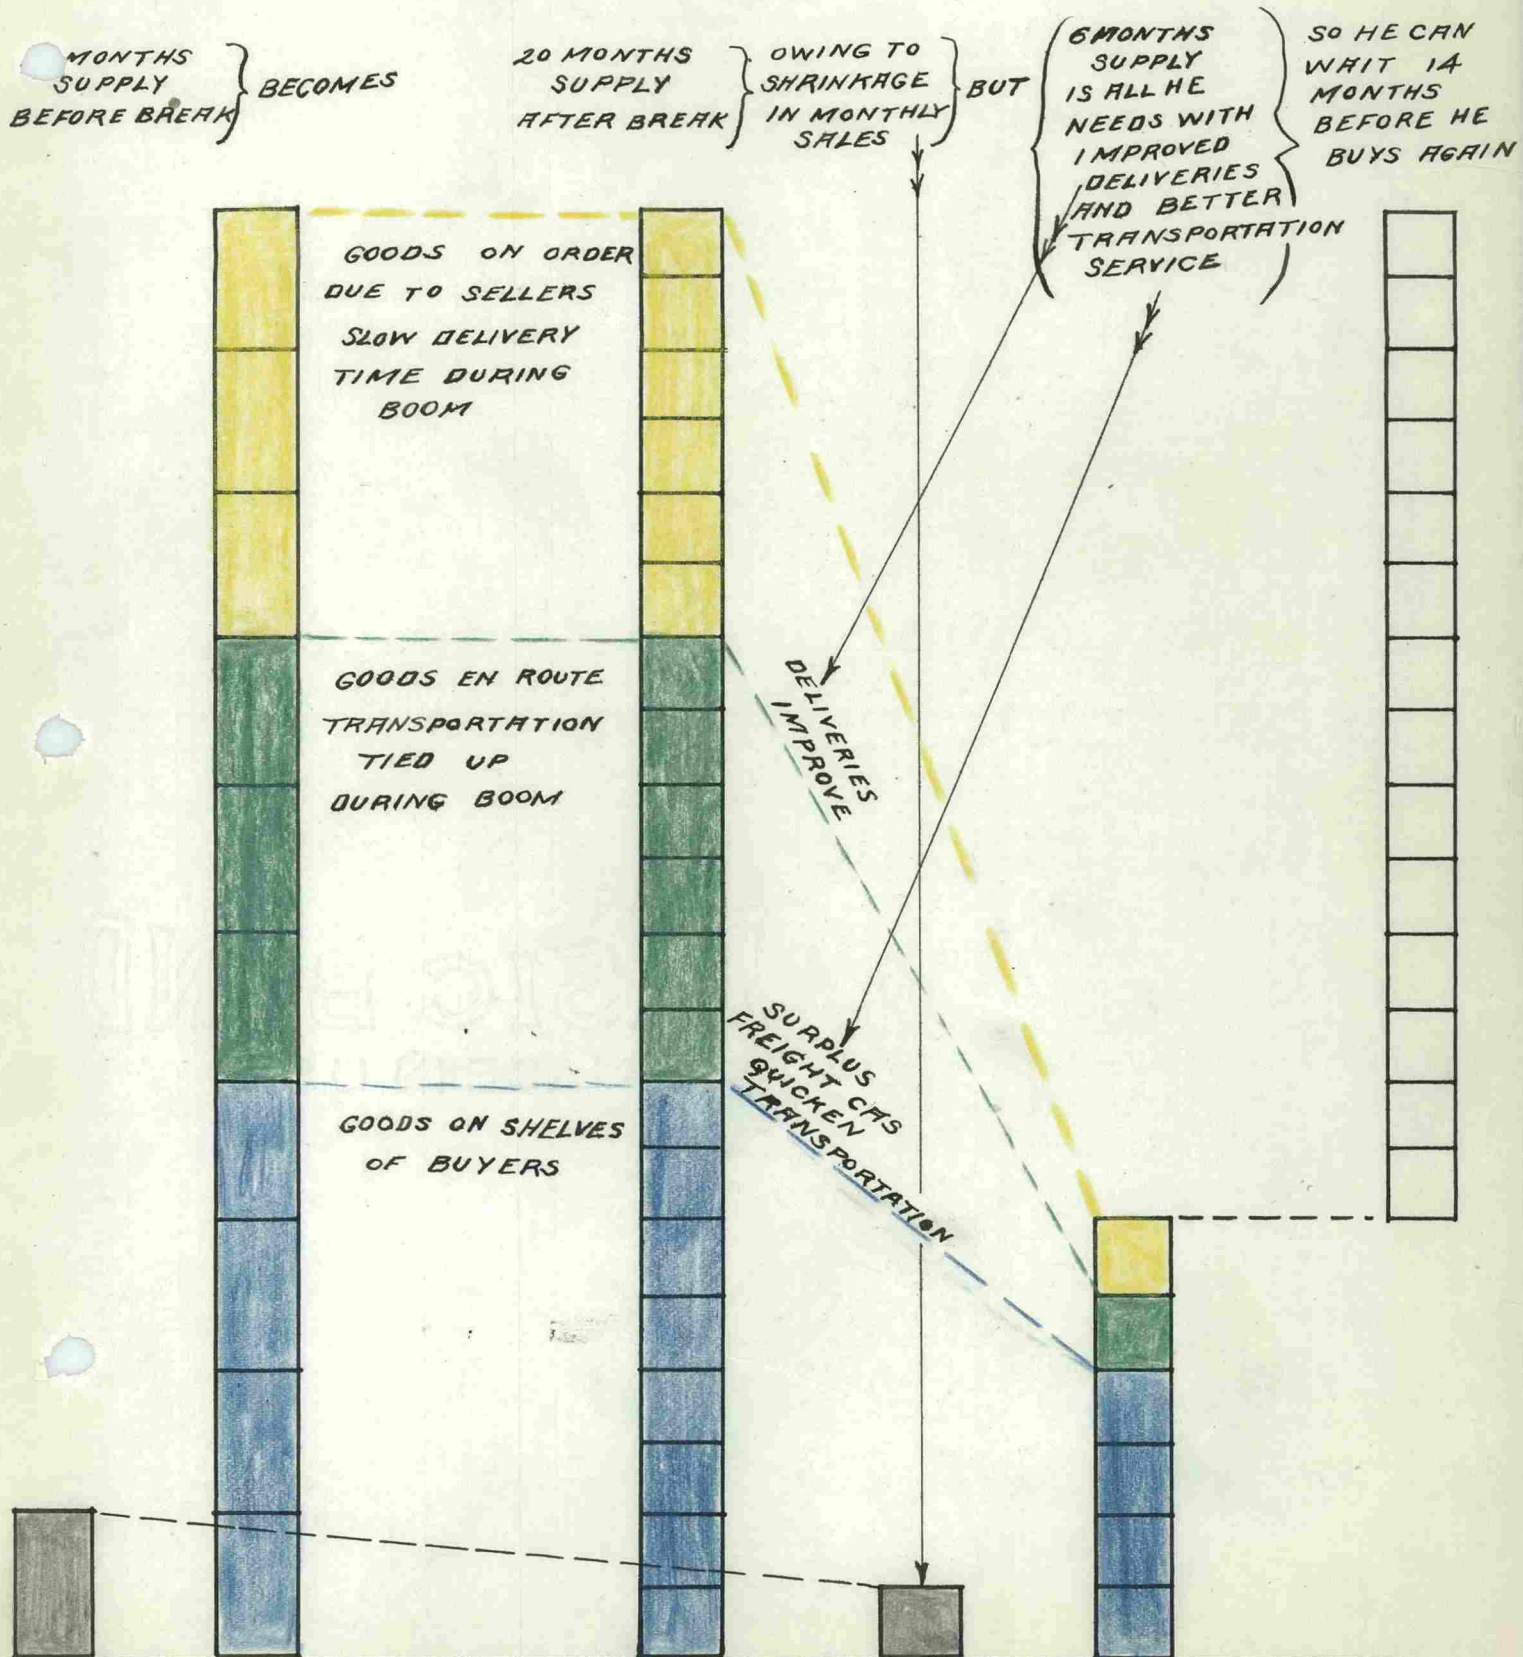 MONTHS
SUPPLY
BEFORE BREAK
BECOMES
20 MONTHS
SUPPLY
AFTER BREAK
OWING TO
SHRINKAGE
IN MONTHLY
SALES
BUT
6 MONTHS
SUPPLY
IS ALL HE
NEEDS WITH
IMPROVED
DELIVERIES
AND BETTER
TRANSPORTATION
SERVICE
SO HE CAN
WAIT 14
MONTHS
BEFORE HE
BUYS AGAIN
GOODS ON ORDER
DUE TO SELLERS
SLOW DELIVERY
TIME DURING
BOOM
GOODS EN ROUTE
TRANSPORTATION
TIED UP
DURING BOOM
DELIVERIES
IMPROVE
SURPLUS
FREIGHT CAS
QUICKEN
TRANSPORTATION
GOODS ON SHELVES
OF BUYERS